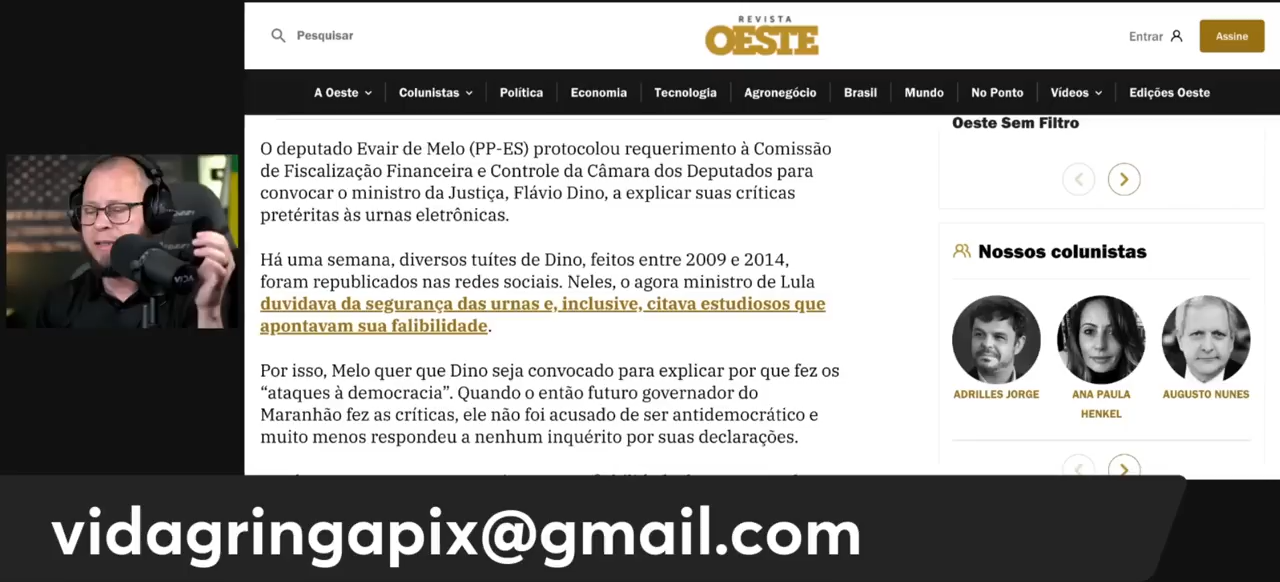 Pesquisar
REVISTA
OESTE
Entrar
Assine
A Oeste
Colunistas
Política
Economia
Tecnologia
Agronegócio
Brasil
Mundo
No Ponto
Vídeos
Edições Oeste
O deputado Evair de Melo (PP-ES) protocolou requerimento à Comissão
de Fiscalização Financeira e Controle da Câmara dos Deputados para
convocar o ministro da Justiça, Flávio Dino, a explicar suas críticas
pretéritas às urnas eletrônicas.
Há uma semana, diversos tuítes de Dino, feitos entre 2009 e 2014,
foram republicados nas redes sociais. Neles, o agora ministro de Lula
duvidava da segurança das urnas e, inclusive, citava estudiosos que
apontavam sua falibilidade.
Por isso, Melo quer que Dino seja convocado para explicar por que fez os
“ataques à democracia”. Quando o então futuro governador do
Maranhão fez as críticas, ele não foi acusado de ser antidemocrático e
muito menos respondeu a nenhum inquérito por suas declarações.
Oeste Sem Filtro
Nossos colunistas
ADRILLES JORGE
ANA PAULA
HENKEL
AUGUSTO NUNES
vidagringapix@gmail.com